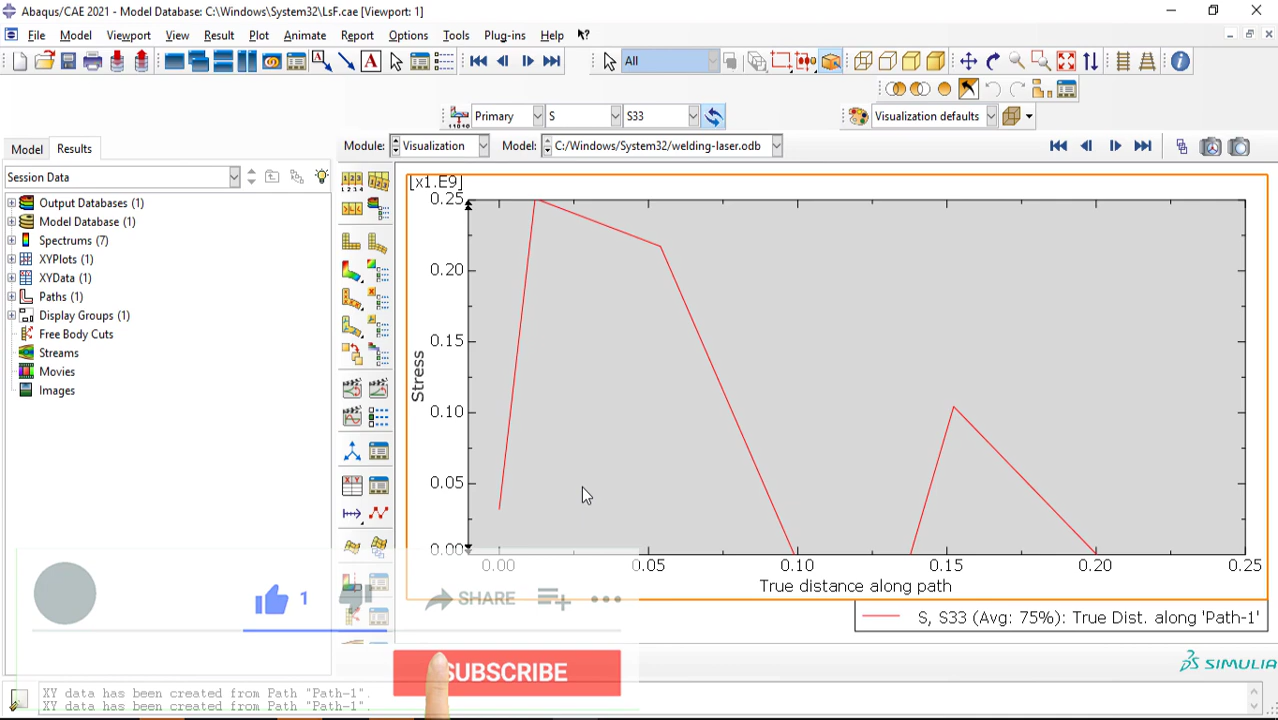 Abaqus/CAE 2021 - Model Database: C:\Windows\System32\LsF.cae [Viewport: 1]
File Model Viewport View Result Plot Animate Report Options Tools Plug-ins Help
All
Primary S S33 Visualization defaults
Model Results
Module: Visualization Model: C:/Windows/System32/welding-laser.odb
Session Data
Output Databases (1)
Model Database (1)
Spectrums (7)
XYPlots (1)
XYData (1)
Paths (1)
Display Groups (1)
Free Body Cuts
Streams
Movies
Images
[x1.E9]
0.25
0.20
0.15
0.10
0.05
0.00
Stress
0.00 0.05 0.10 0.15 0.20 0.25
True distance along path
S, S33 (Avg: 75%): True Dist. along 'Path-1'
1 SHARE
SUBSCRIBE
SIMULIA
XY data has been created from Path "Path-1".
XY data has been created from Path "Path-1".